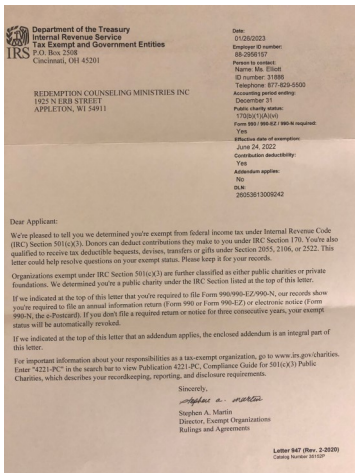 IRS
Department of the Treasury
Internal Revenue Service
Tax Exempt and Government Entities
P.O. Box 2508
Cincinnati, OH 45201
REDEMPTION COUNSELING MINISTRIES INC
1925 N ERB STREET
APPLETON, WI 54911
Date:
01/26/2023
Employer ID number:
88-2956157
Person to contact:
Name: Ms. Elliott
ID number: 31886
Telephone: 877-829-5500
Accounting period ending:
December 31
Public charity status:
170(b)(1)(A)(vi)
Form 990 / 990-EZ / 990-N required:
Yes
Effective date of exemption:
June 24, 2022
Contribution deductibility:
Yes
Addendum applies:
No
DLN:
26053613009242
Dear Applicant:
We're pleased to tell you we determined you're exempt from federal income tax under Internal Revenue Code
(IRC) Section 501(c)(3). Donors can deduct contributions they make to you under IRC Section 170. You're also
qualified to receive tax deductible bequests, devises, transfers or gifts under Section 2055, 2106, or 2522. This
letter could help resolve questions on your exempt status. Please keep it for your records.
Organizations exempt under IRC Section 501(c)(3) are further classified as either public charities or private
foundations. We determined you're a public charity under the IRC Section listed at the top of this letter.
If we indicated at the top of this letter that you're required to file Form 990/990-EZ/990-N, our records show
you're required to file an annual information return (Form 990 or Form 990-EZ) or electronic notice (Form
990-N, the e-Postcard). If you don't file a required return or notice for three consecutive years, your exempt
status will be automatically revoked.
If we indicated at the top of this letter that an addendum applies, the enclosed addendum is an integral part of
this letter.
For important information about your responsibilities as a tax-exempt organization, go to www.irs.gov/charities.
Enter "4221-PC" in the search bar to view Publication 4221-PC, Compliance Guide for 501(c)(3) Public
Charities, which describes your recordkeeping, reporting, and disclosure requirements.
Sincerely,
Stephen A. Martin
Stephen A. Martin
Director, Exempt Organizations
Rulings and Agreements
Letter 947 (Rev. 2-2020)
Catalog Number 35152P